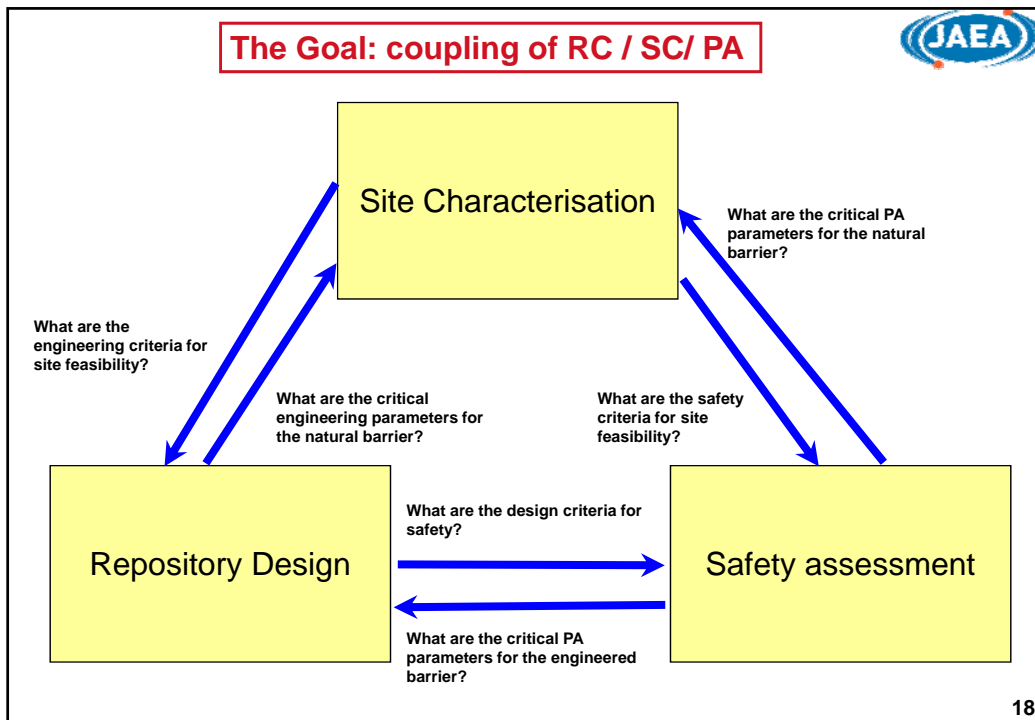 The Goal: coupling of RC / SC/ PA
JAEA
Site Characterisation
What are the critical PA
parameters for the natural
barrier?
What are the
engineering criteria for
site feasibility?
What are the critical
engineering parameters for
the natural barrier?
What are the safety
criteria for site
feasibility?
Repository Design
What are the design criteria for
safety?
Safety assessment
What are the critical PA
parameters for the engineered
barrier?
18